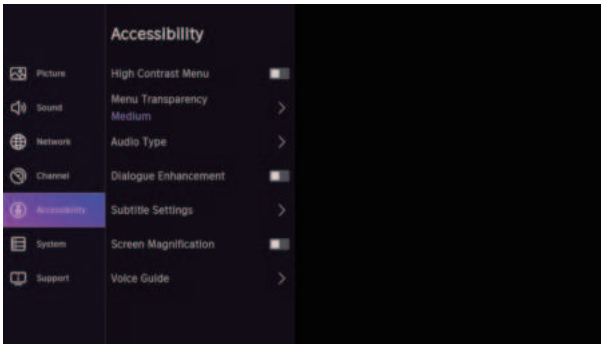 Accessibility
Picture
High Contrast Menu
Sound
Menu Transparency
Medium
Network
Audio Type
Channel
Dialogue Enhancement
Accessibility
Subtitle Settings
System
Screen Magnification
Support
Voice Guide